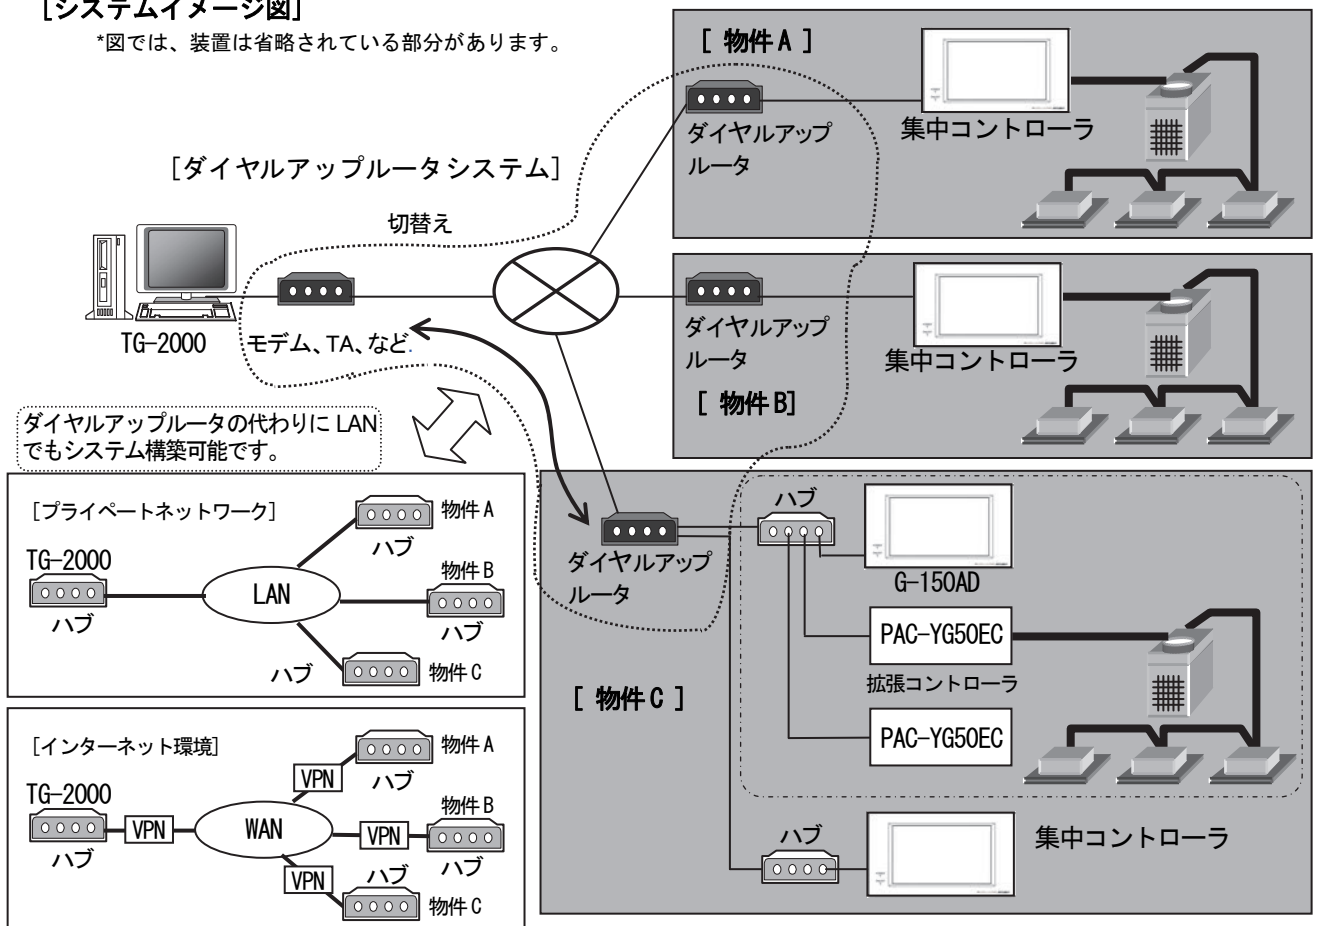 [システムイメージ図]
*図では、装置は省略されている部分があります。
[ダイヤルアップルータシステム]
切替え
TG-2000
モデム、TA、など.
ダイヤルアップルータの代わりに LAN
でもシステム構築可能です。
[ 物件A ]
ダイヤルアップ
ルータ
集中コントローラ
ダイヤルアップ
ルータ
集中コントローラ
[ 物件B]
[プライペートネットワーク]
TG-2000
ハブ
LAN
物件A
ハブ
物件B
ハブ
ハブ
物件C
[インターネット環境]
TG-2000
ハブ
VPN
WAN
VPN
物件A
ハブ
VPN
物件B
ハブ
VPN
ハブ
物件C
ダイヤルアップ
ルータ
[ 物件C ]
ハブ
G-150AD
PAC-YG50EC
拡張コントローラ
PAC-YG50EC
ハブ
集中コントローラ